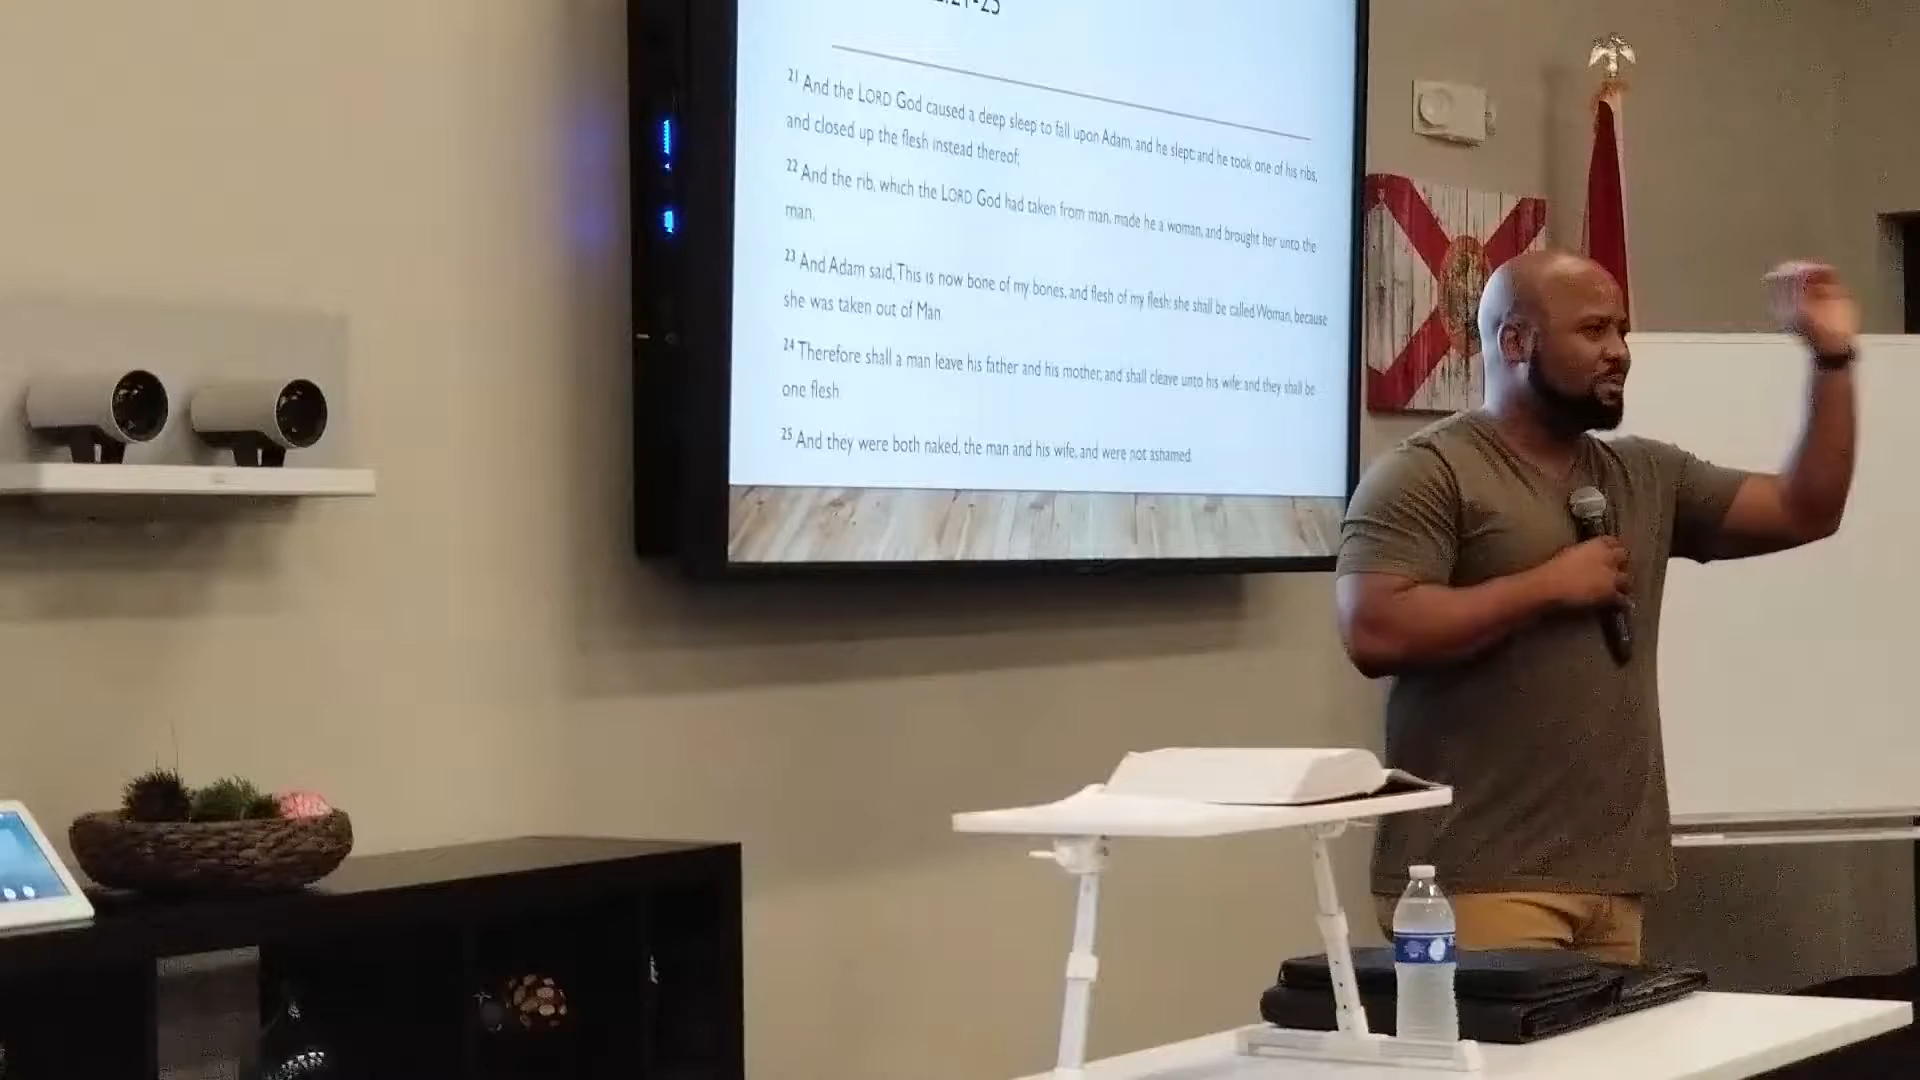 :21-25
21 And the LORD God caused a deep sleep to fall upon Adam, and he slept: and he took one of his ribs,
and closed up the flesh instead thereof;
22 And the rib, which the LORD God had taken from man, made he a woman, and brought her unto the
man.
23 And Adam said, This is now bone of my bones, and flesh of my flesh: she shall be called Woman, because
she was taken out of Man.
24 Therefore shall a man leave his father and his mother, and shall cleave unto his wife: and they shall be
one flesh.
25 And they were both naked, the man and his wife, and were not ashamed.